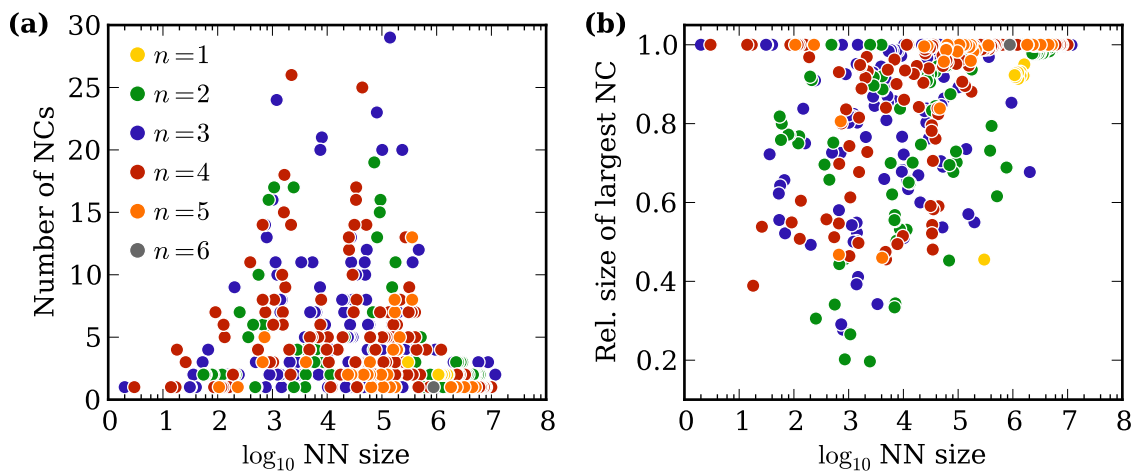 (a)
Number of NCs
30
25
20
15
10
5
0
n=1
n=2
n=3
n=4
n=5
n=6
0 1 2 3 4 5 6 7 8
log10 NN size
(b)
Rel. size of largest NC
1.0
0.8
0.6
0.4
0.2
0 1 2 3 4 5 6 7 8
log10 NN size